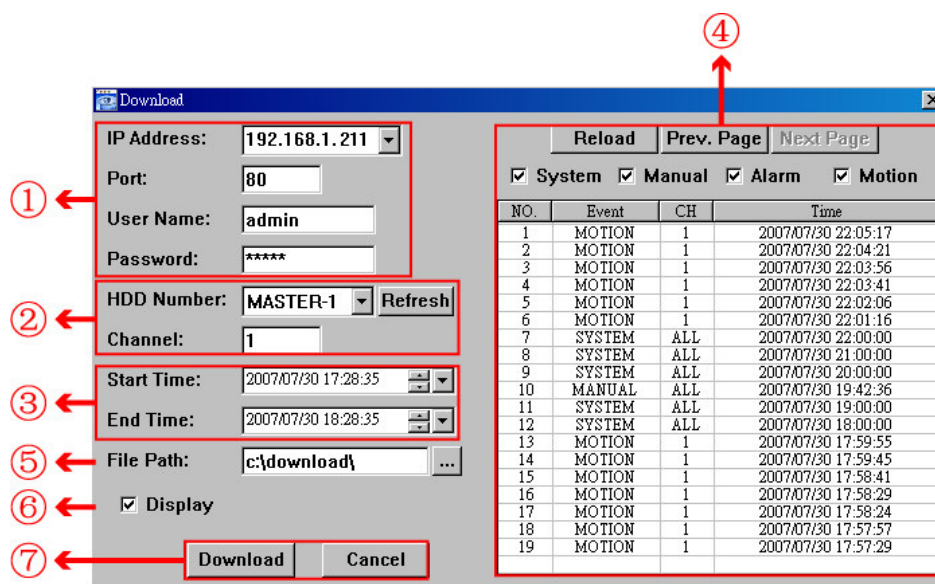 ④
Download
①
IP Address: 192.168.1.211
Port: 80
User Name: admin
Password: *****
②
HDD Number: MASTER-1 Refresh
Channel: 1
③
Start Time: 2007/07/30 17:28:35
End Time: 2007/07/30 18:28:35
⑤ File Path: c:\download\ ...
⑥ Display
⑦ Download Cancel
Reload Prev. Page Next Page
System Manual Alarm Motion
NO. Event CH Time
1 MOTION 1 2007/07/30 22:05:17
2 MOTION 1 2007/07/30 22:04:21
3 MOTION 1 2007/07/30 22:03:56
4 MOTION 1 2007/07/30 22:03:41
5 MOTION 1 2007/07/30 22:02:06
6 MOTION 1 2007/07/30 22:01:16
7 SYSTEM ALL 2007/07/30 22:00:00
8 SYSTEM ALL 2007/07/30 21:00:00
9 SYSTEM ALL 2007/07/30 20:00:00
10 MANUAL ALL 2007/07/30 19:42:36
11 SYSTEM ALL 2007/07/30 19:00:00
12 SYSTEM ALL 2007/07/30 18:00:00
13 MOTION 1 2007/07/30 17:59:55
14 MOTION 1 2007/07/30 17:59:45
15 MOTION 1 2007/07/30 17:58:41
16 MOTION 1 2007/07/30 17:58:29
17 MOTION 1 2007/07/30 17:58:24
18 MOTION 1 2007/07/30 17:57:57
19 MOTION 1 2007/07/30 17:57:29